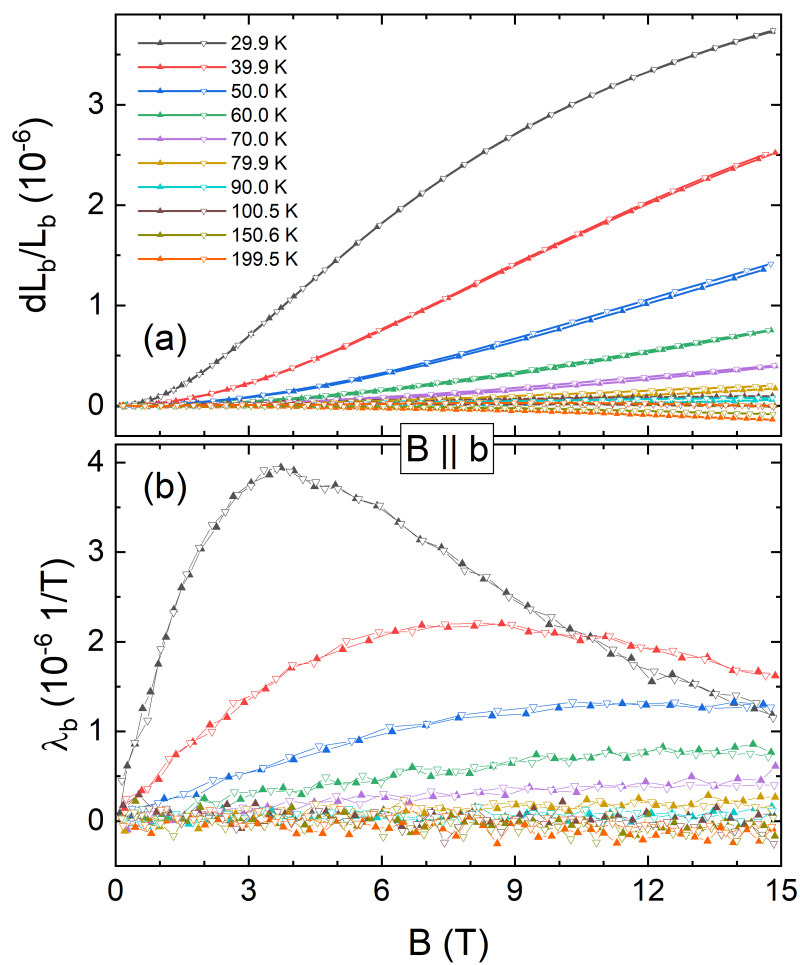 29.9 K
39.9 K
50.0 K
60.0 K
70.0 K
79.9 K
90.0 K
100.5 K
150.6 K
199.5 K
dL_b/L_b (10^-6)
3
2
1
0
(a)
B || b
(b)
λ_b (10^-6 1/T)
4
3
2
1
0
0 3 6 9 12 15
B (T)